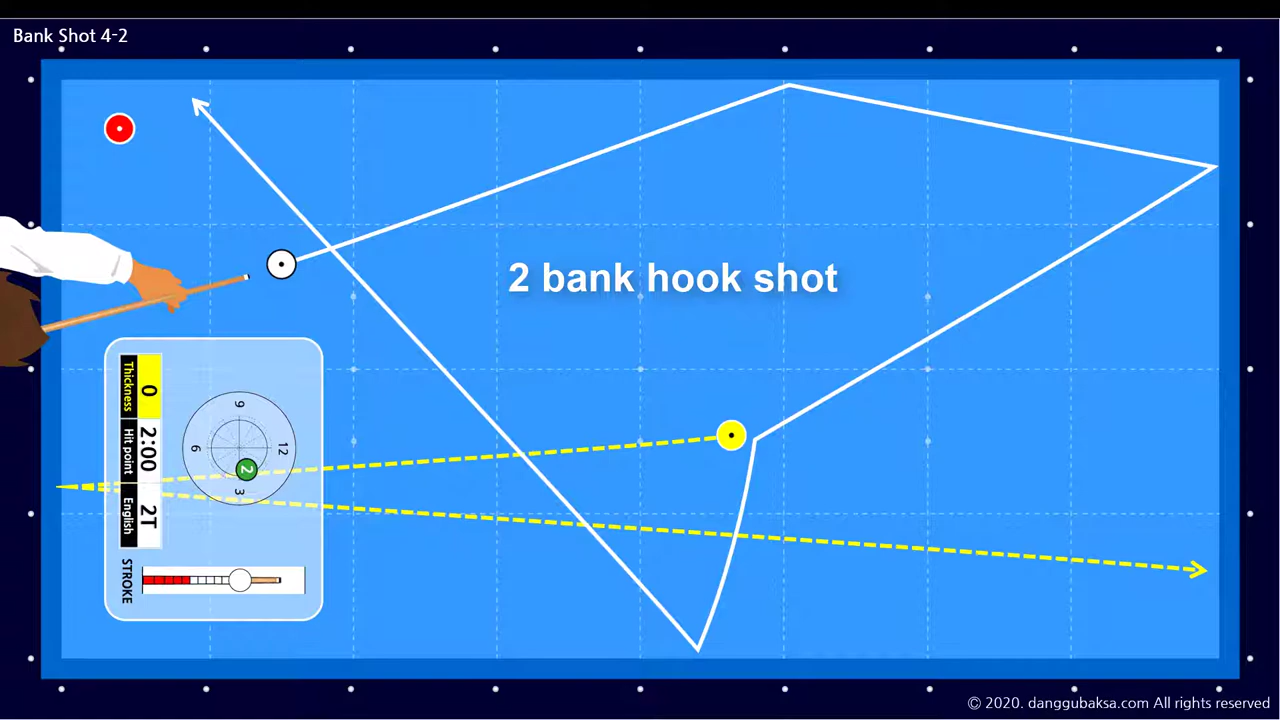 Bank Shot 4-2
2 bank hook shot
0
Thickness
2:00
Hit point
2T
English
9
12
6
3
2
STROKE
© 2020. danggubaksa.com All rights reserved